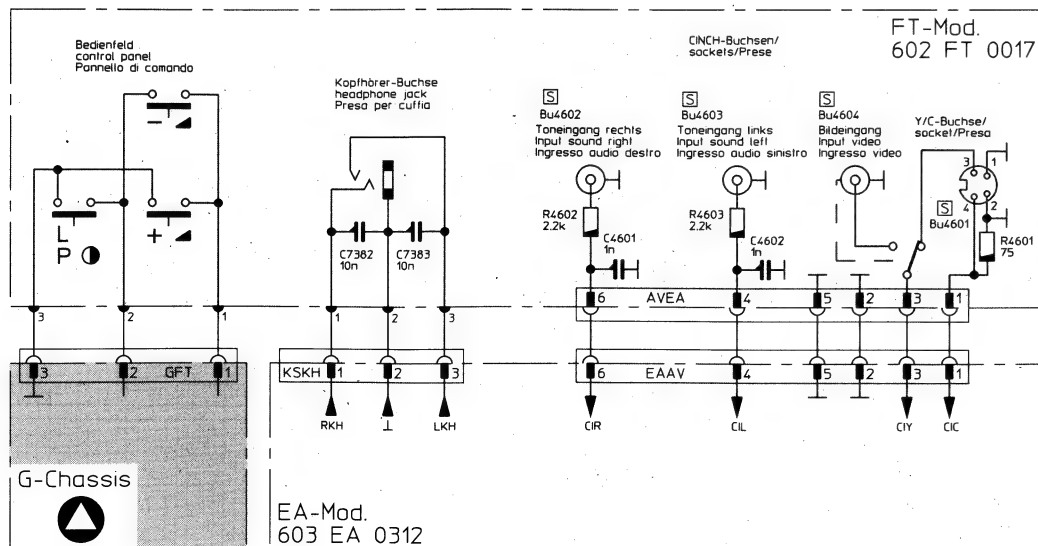 FT-Mod.
602 FT 0017
Bedienfeld
control panel
Pannello di comando
CINCH-Buchsen/
sockets/Prese
Kopfhörer-Buchse
headphone jack
Presa per cuffia
S
Bu4602
Toneingang rechts
Input sound right
Ingresso audio destro
S
Bu4603
Toneingang links
Input sound left
Ingresso audio sinistro
S
Bu4604
Bildeingang
Input video
Ingresso video
Y/C-Buchse/
socket/Presa
3
1
4
2
S
Bu4601
−
+
L
P
R4602
2.2k
R4603
2.2k
R4601
75
C7382
10n
C7383
10n
C4601
1n
C4602
1n
6
AVEA
4
5
2
3
1
3
2
1
1
2
3
3
2
GFT
1
KSKH
1
2
3
6
EAAV
4
5
2
3
1
RKH
⊥
LKH
CIR
CIL
CIY
CIC
G-Chassis
EA-Mod.
603 EA 0312